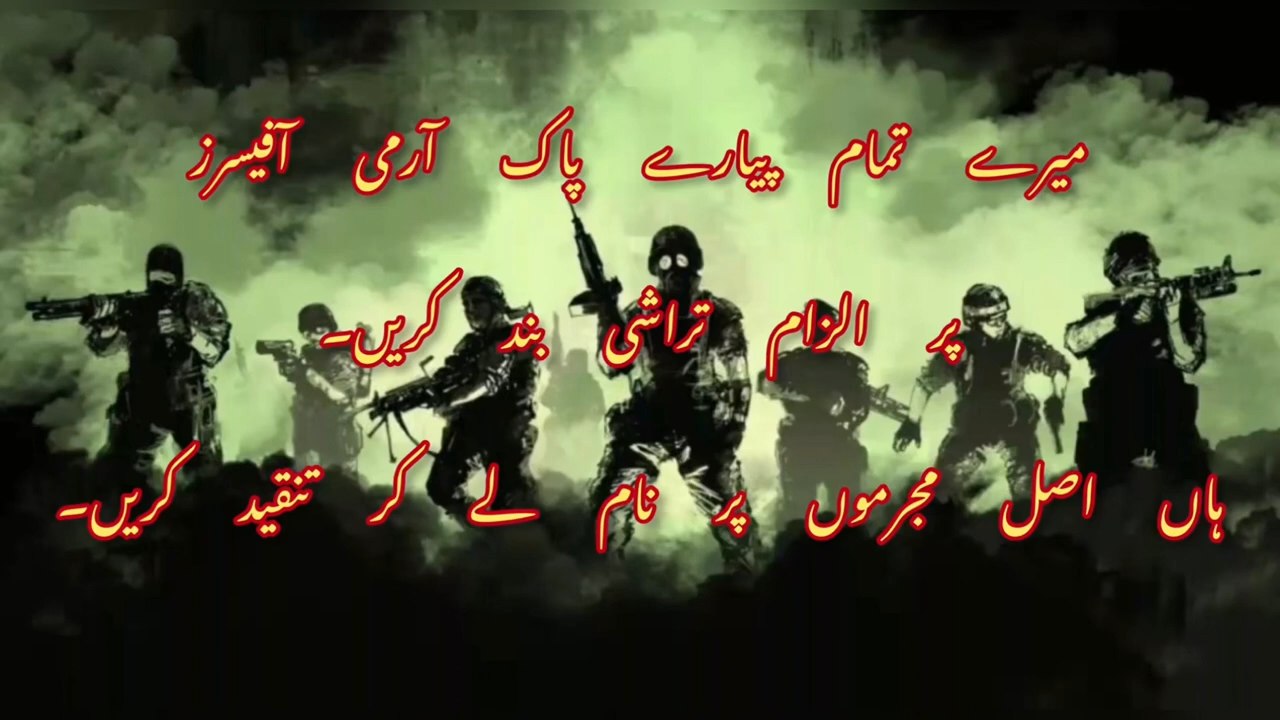 میرے تمام پیارے پاک آرمی آفیسرز
پر الزام تراشی بند کریں۔
ہاں اصل مجرموں پر نام لے کر تنقید کریں۔